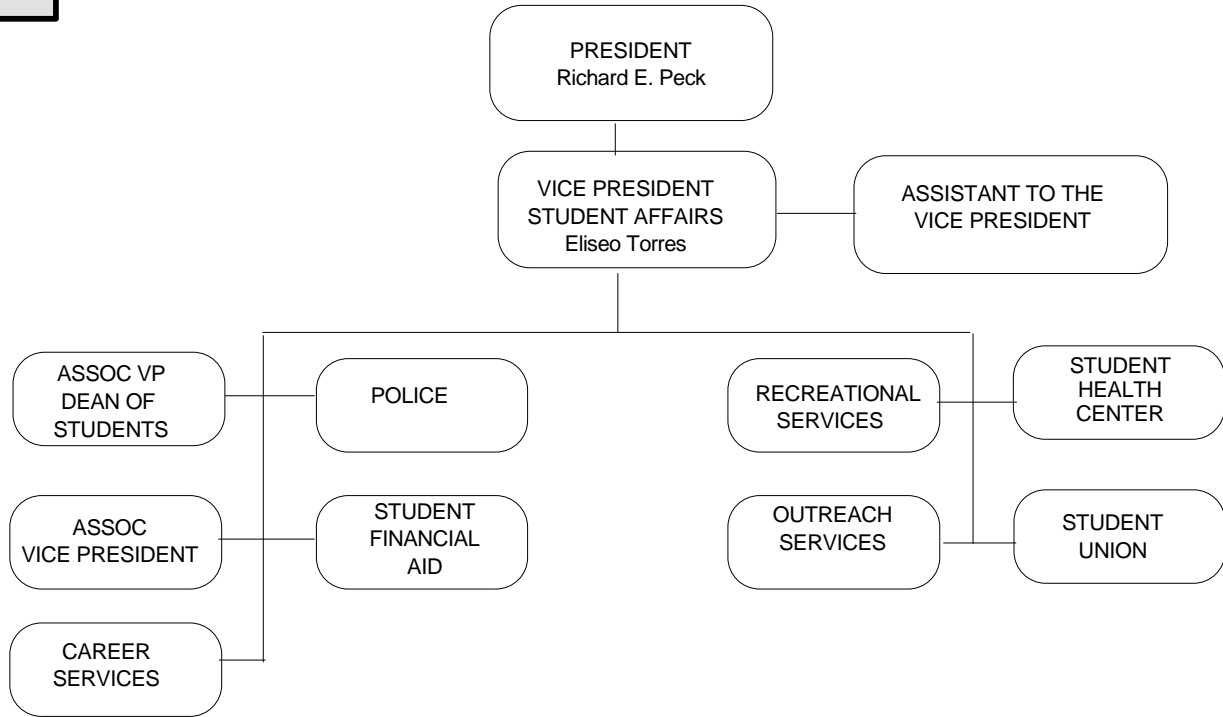 PRESIDENT
Richard E. Peck
VICE PRESIDENT
STUDENT AFFAIRS
Eliseo Torres
ASSISTANT TO THE
VICE PRESIDENT
ASSOC VP
DEAN OF
STUDENTS
POLICE
RECREATIONAL
SERVICES
STUDENT
HEALTH
CENTER
ASSOC
VICE PRESIDENT
STUDENT
FINANCIAL
AID
OUTREACH
SERVICES
STUDENT
UNION
CAREER
SERVICES